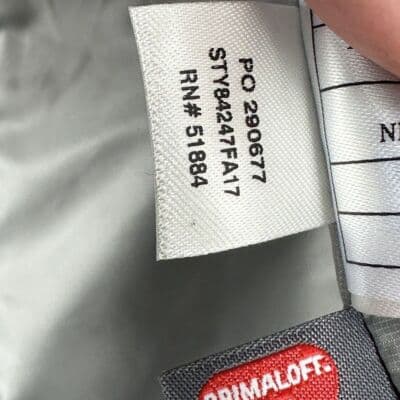 PO 290677
STY84247FA17
RN# 51884
PRIMALOFT